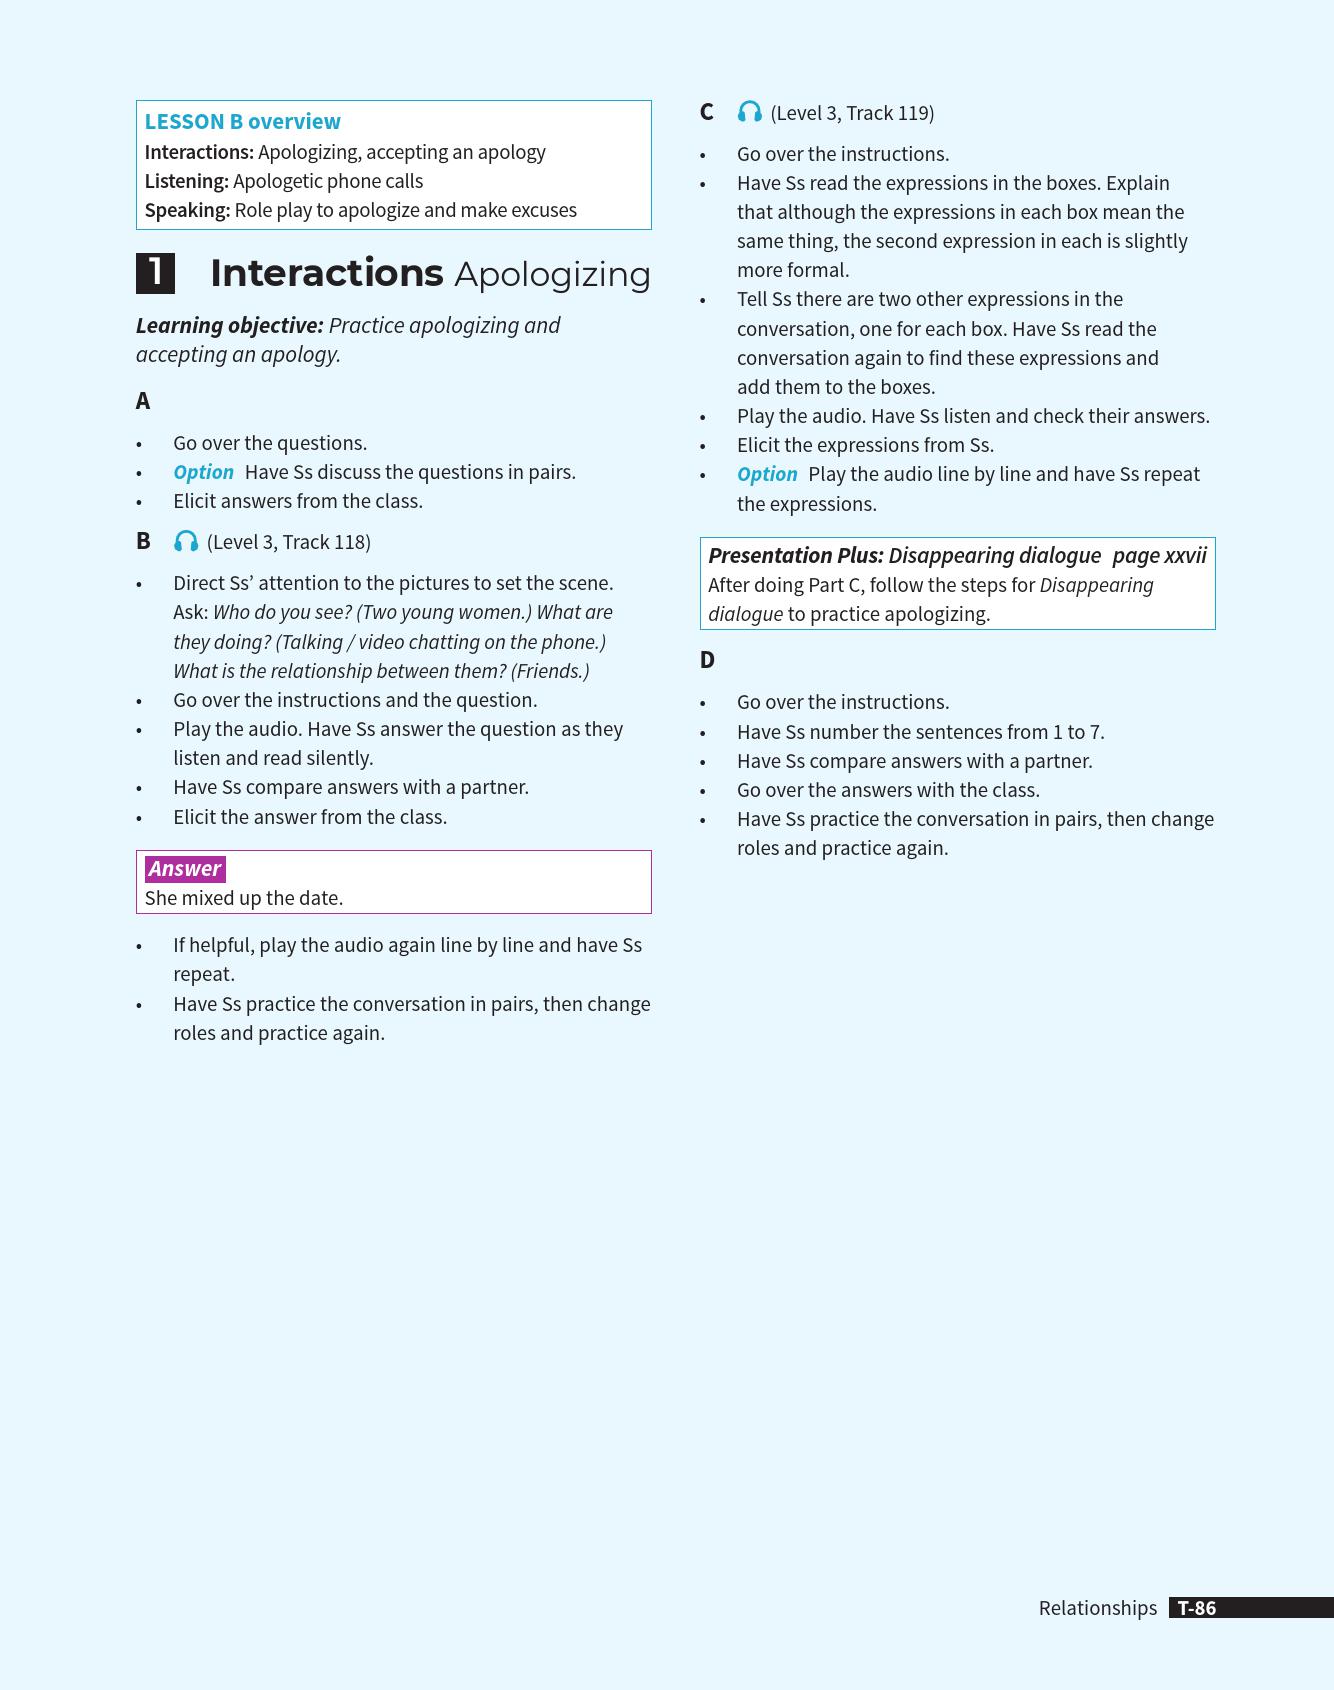 LESSON B overview
Interactions: Apologizing, accepting an apology
Listening: Apologetic phone calls
Speaking: Role play to apologize and make excuses
1 Interactions Apologizing
Learning objective: Practice apologizing and
accepting an apology.
A
• Go over the questions.
• Option Have Ss discuss the questions in pairs.
• Elicit answers from the class.
B (Level 3, Track 118)
• Direct Ss’ attention to the pictures to set the scene.
Ask: Who do you see? (Two young women.) What are
they doing? (Talking / video chatting on the phone.)
What is the relationship between them? (Friends.)
• Go over the instructions and the question.
• Play the audio. Have Ss answer the question as they
listen and read silently.
• Have Ss compare answers with a partner.
• Elicit the answer from the class.
Answer
She mixed up the date.
• If helpful, play the audio again line by line and have Ss
repeat.
• Have Ss practice the conversation in pairs, then change
roles and practice again.
C (Level 3, Track 119)
• Go over the instructions.
• Have Ss read the expressions in the boxes. Explain
that although the expressions in each box mean the
same thing, the second expression in each is slightly
more formal.
• Tell Ss there are two other expressions in the
conversation, one for each box. Have Ss read the
conversation again to find these expressions and
add them to the boxes.
• Play the audio. Have Ss listen and check their answers.
• Elicit the expressions from Ss.
• Option Play the audio line by line and have Ss repeat
the expressions.
Presentation Plus: Disappearing dialogue page xxvii
After doing Part C, follow the steps for Disappearing
dialogue to practice apologizing.
D
• Go over the instructions.
• Have Ss number the sentences from 1 to 7.
• Have Ss compare answers with a partner.
• Go over the answers with the class.
• Have Ss practice the conversation in pairs, then change
roles and practice again.
Relationships T-86